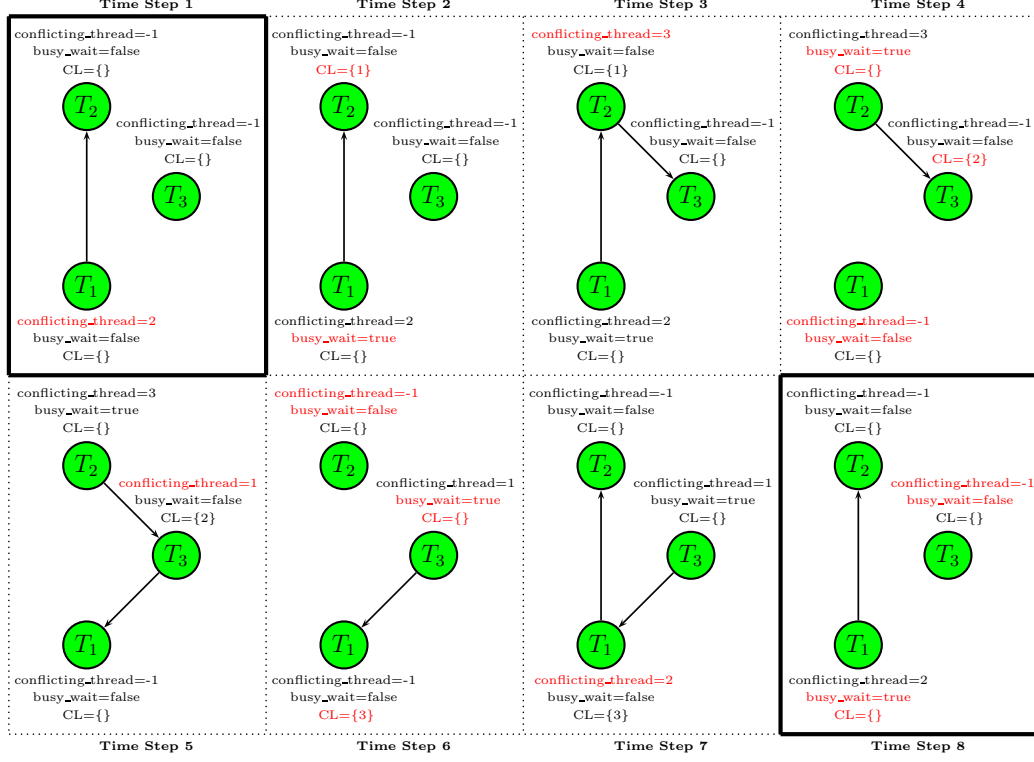 Time Step 1
Time Step 2
Time Step 3
Time Step 4
conflicting_thread=-1
busy_wait=false
CL={}
T2
conflicting_thread=-1
busy_wait=false
CL={}
T3
T1
conflicting_thread=2
busy_wait=false
CL={}
conflicting_thread=-1
busy_wait=false
CL={1}
T2
conflicting_thread=-1
busy_wait=false
CL={}
T3
T1
conflicting_thread=2
busy_wait=true
CL={}
conflicting_thread=3
busy_wait=false
CL={1}
T2
conflicting_thread=-1
busy_wait=false
CL={}
T3
T1
conflicting_thread=2
busy_wait=true
CL={}
conflicting_thread=3
busy_wait=true
CL={}
T2
conflicting_thread=-1
busy_wait=false
CL={2}
T3
T1
conflicting_thread=-1
busy_wait=false
CL={}
conflicting_thread=3
busy_wait=true
CL={}
T2
conflicting_thread=1
busy_wait=false
CL={2}
T3
T1
conflicting_thread=-1
busy_wait=false
CL={}
conflicting_thread=-1
busy_wait=false
CL={}
T2
conflicting_thread=1
busy_wait=true
CL={}
T3
T1
conflicting_thread=-1
busy_wait=false
CL={3}
conflicting_thread=-1
busy_wait=false
CL={}
T2
conflicting_thread=1
busy_wait=true
CL={}
T3
T1
conflicting_thread=2
busy_wait=false
CL={3}
conflicting_thread=-1
busy_wait=false
CL={}
T2
conflicting_thread=-1
busy_wait=false
CL={}
T3
T1
conflicting_thread=2
busy_wait=true
CL={}
Time Step 5
Time Step 6
Time Step 7
Time Step 8